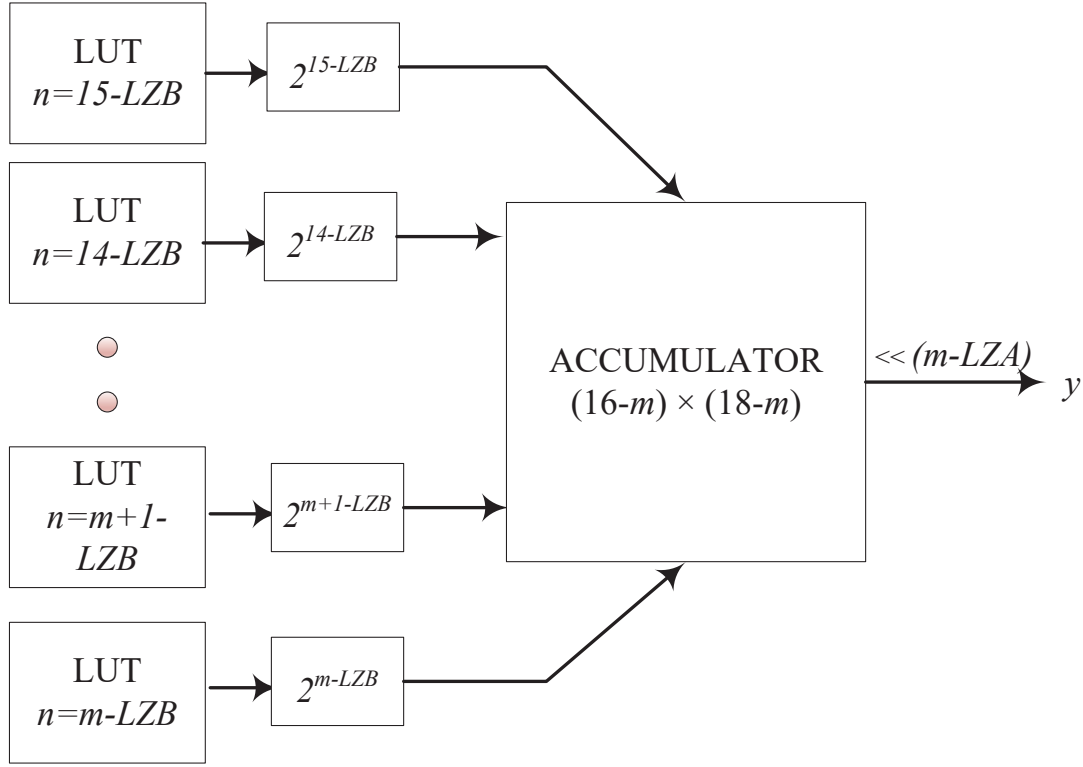 LUT
n=15-LZB
2^{15-LZB}
LUT
n=14-LZB
2^{14-LZB}
ACCUMULATOR
(16-m) × (18-m)
<< (m-LZA)
y
LUT
n=m+1-
LZB
2^{m+1-LZB}
LUT
n=m-LZB
2^{m-LZB}